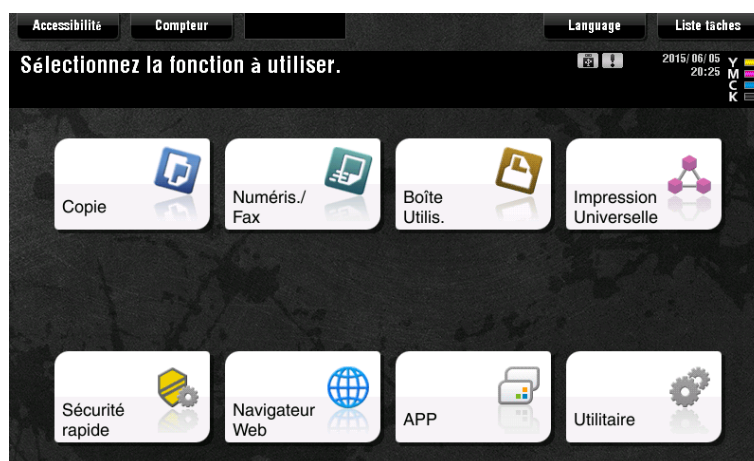 Accessibilité Compteur Language Liste tâches
Sélectionnez la fonction à utiliser.
2015/06/05
20:25
Y
M
C
K
Copie
Numéris./
Fax
Boîte
Utilis.
Impression
Universelle
Sécurité
rapide
Navigateur
Web
APP
Utilitaire